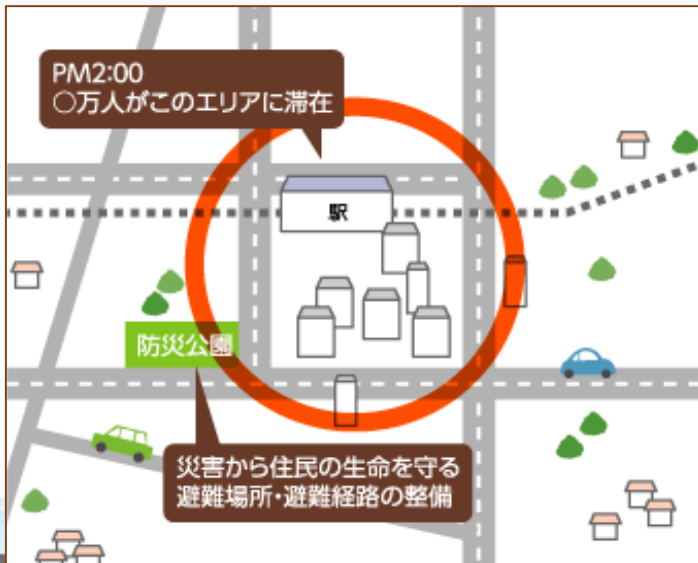 PM2:00
○万人がこのエリアに滞在
駅
防災公園
災害から住民の生命を守る
避難場所・避難経路の整備